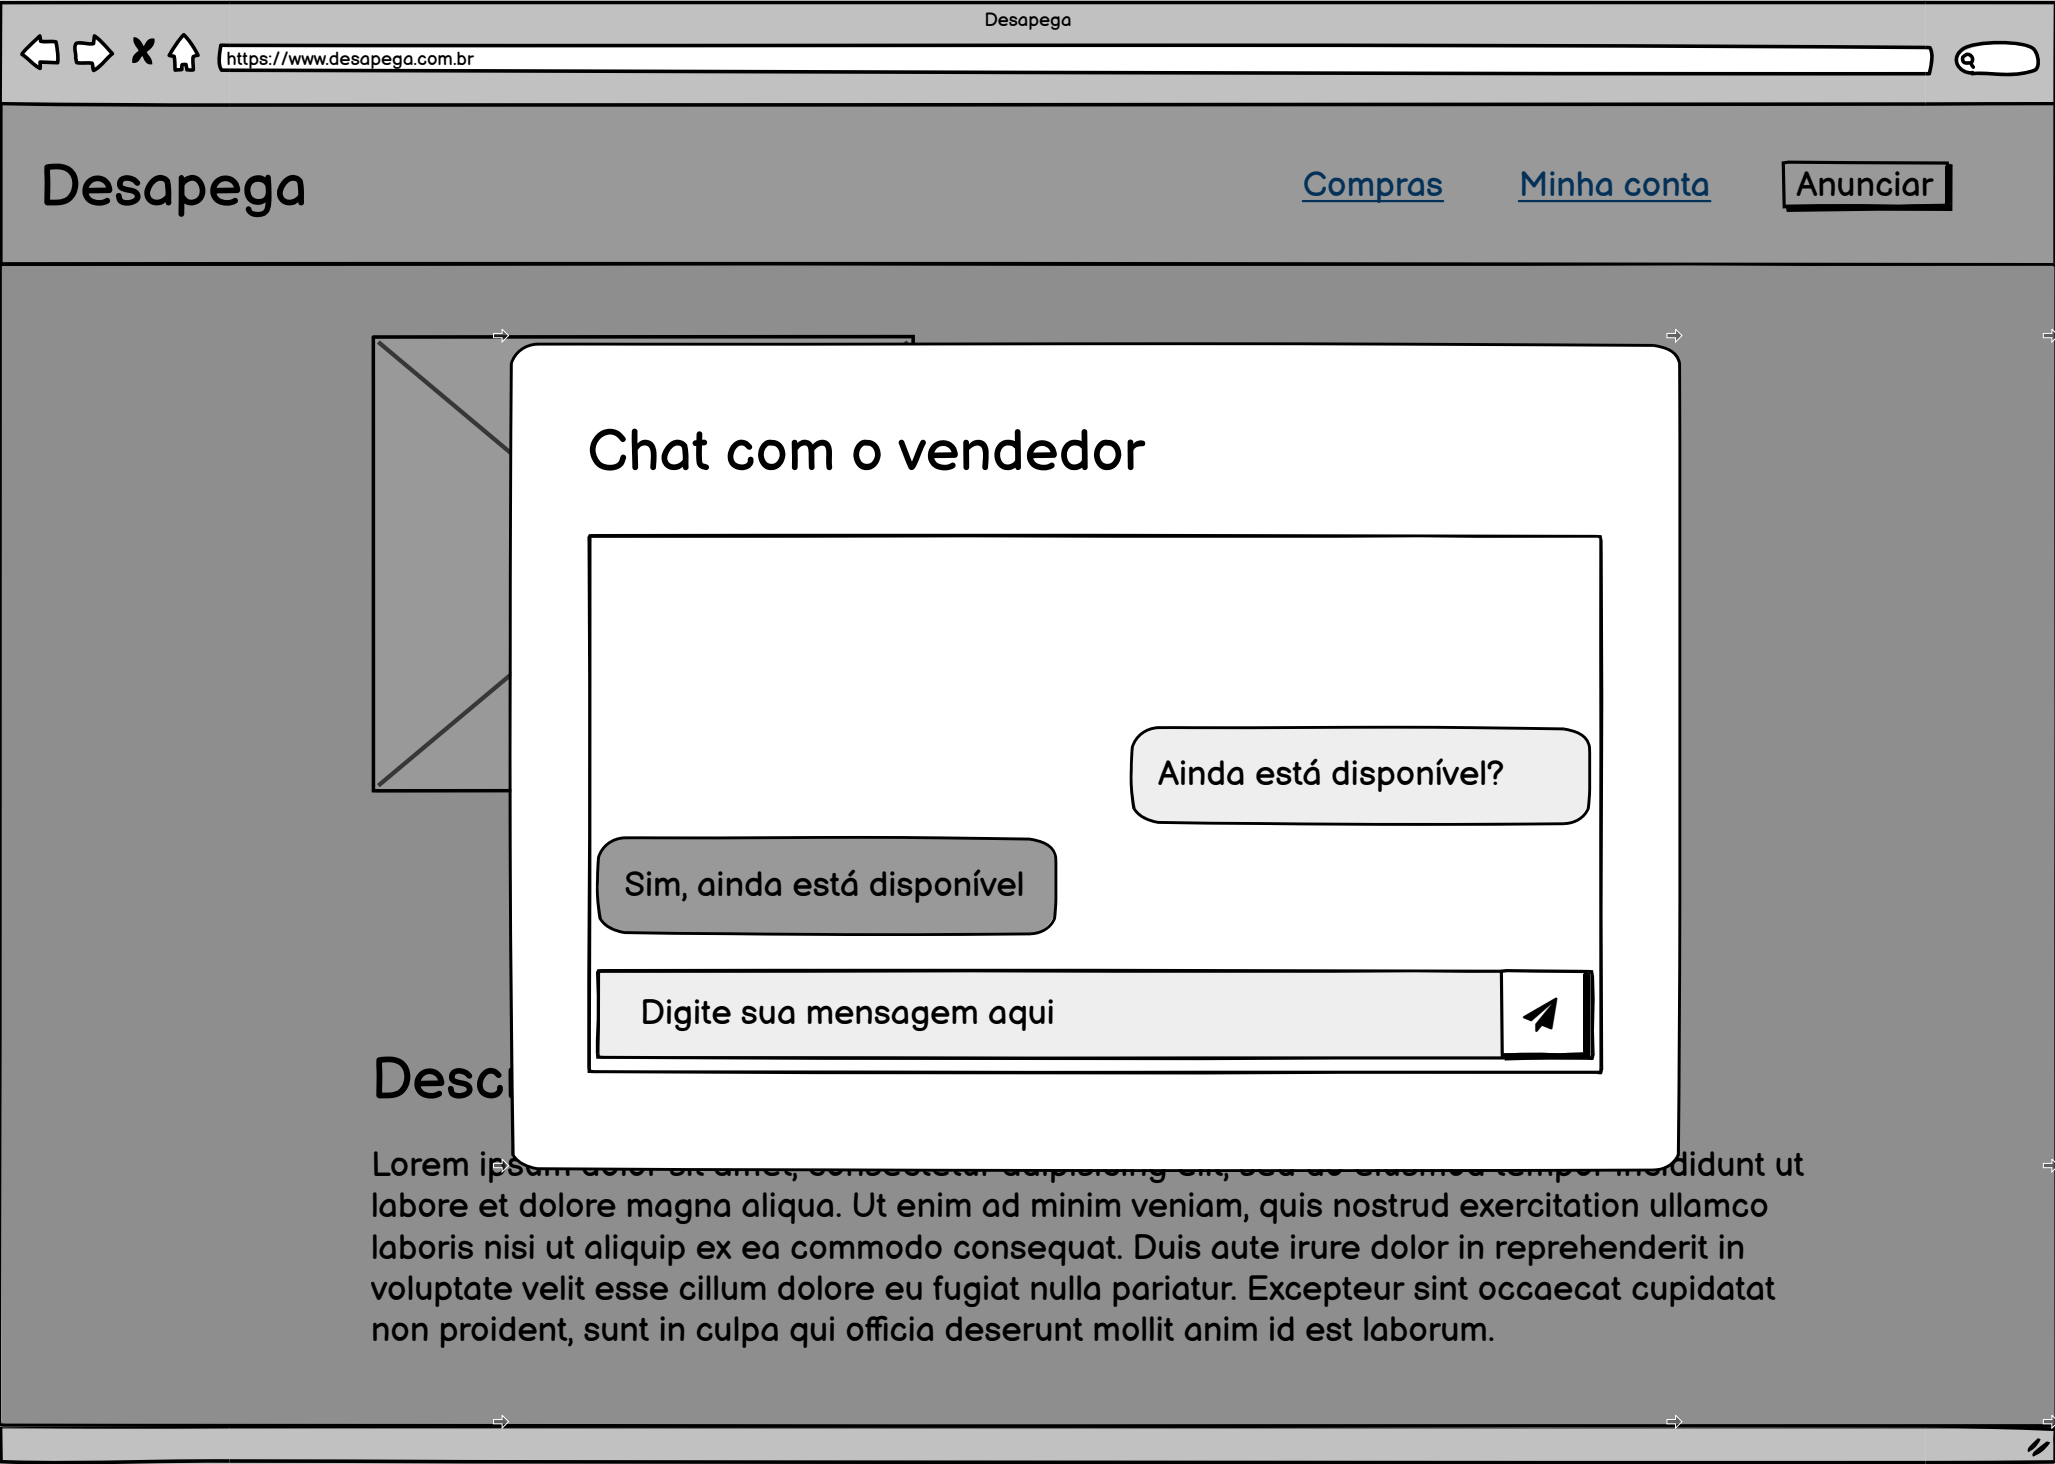 Desapega
https://www.desapega.com.br
Desapega
Compras
Minha conta
Anunciar
Chat com o vendedor
Ainda está disponível?
Sim, ainda está disponível
Digite sua mensagem aqui
Lorem didunt ut
labore et dolore magna aliqua. Ut enim ad minim veniam, quis nostrud exercitation ullamco
laboris nisi ut aliquip ex ea commodo consequat. Duis aute irure dolor in reprehenderit in
voluptate velit esse cillum dolore eu fugiat nulla pariatur. Excepteur sint occaecat cupidatat
non proident, sunt in culpa qui officia deserunt mollit anim id est laborum.